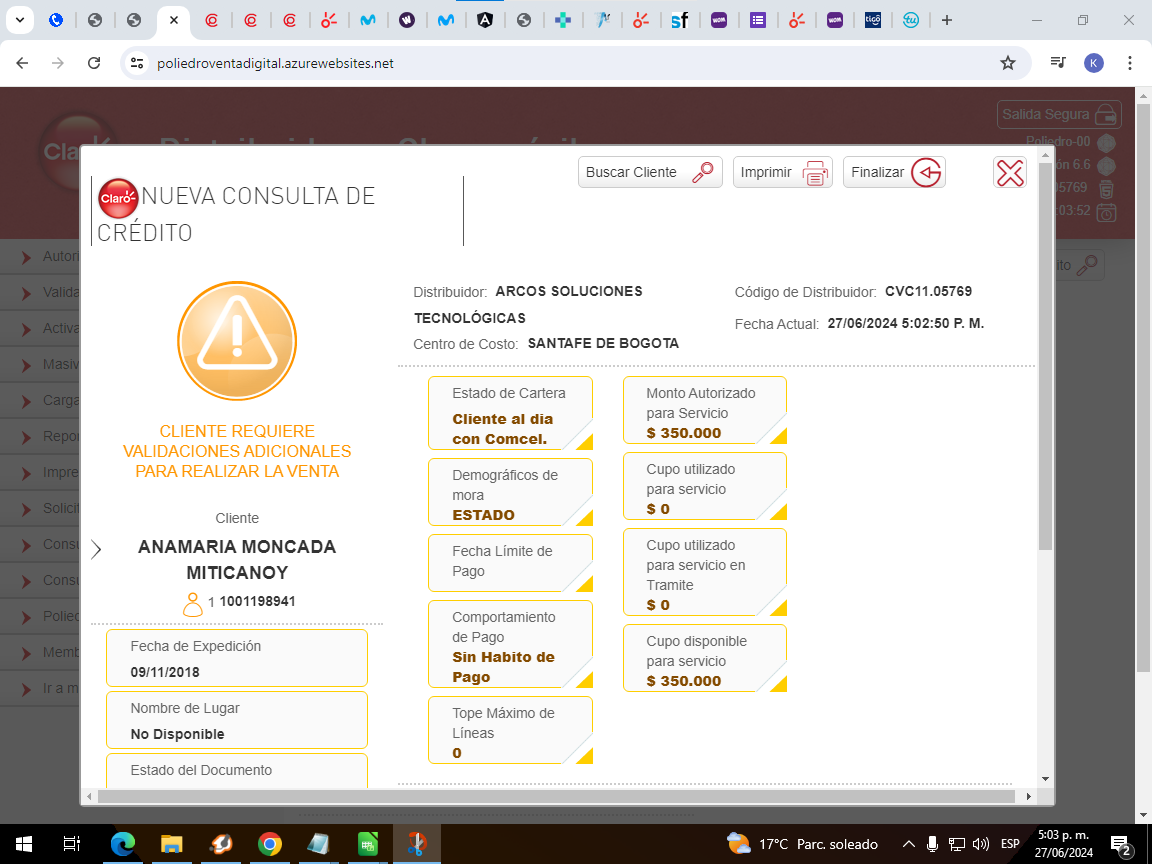 poliedroventadigital.azurewebsites.net
K
Salida Segura
Poliedro-00
6.6
5769
03:52
Buscar Cliente
Imprimir
Finalizar
Claro
NUEVA CONSULTA DE
CRÉDITO
Distribuidor: ARCOS SOLUCIONES
TECNOLÓGICAS
Centro de Costo: SANTAFE DE BOGOTA
Código de Distribuidor: CVC11.05769
Fecha Actual: 27/06/2024 5:02:50 P. M.
CLIENTE REQUIERE
VALIDACIONES ADICIONALES
PARA REALIZAR LA VENTA
Cliente
ANAMARIA MONCADA
MITICANOY
1 1001198941
Fecha de Expedición
09/11/2018
Nombre de Lugar
No Disponible
Estado del Documento
Estado de Cartera
Cliente al dia
con Comcel.
Demográficos de
mora
ESTADO
Fecha Límite de
Pago
Comportamiento
de Pago
Sin Habito de
Pago
Tope Máximo de
Líneas
0
Monto Autorizado
para Servicio
$ 350.000
Cupo utilizado
para servicio
$ 0
Cupo utilizado
para servicio en
Tramite
$ 0
Cupo disponible
para servicio
$ 350.000
Autori
Valida
Activa
Masiv
Carga
Repor
Impre
Solicit
Consu
Consu
Polied
Memb
Ir a m
17°C Parc. soleado
ESP
5:03 p. m.
27/06/2024
2